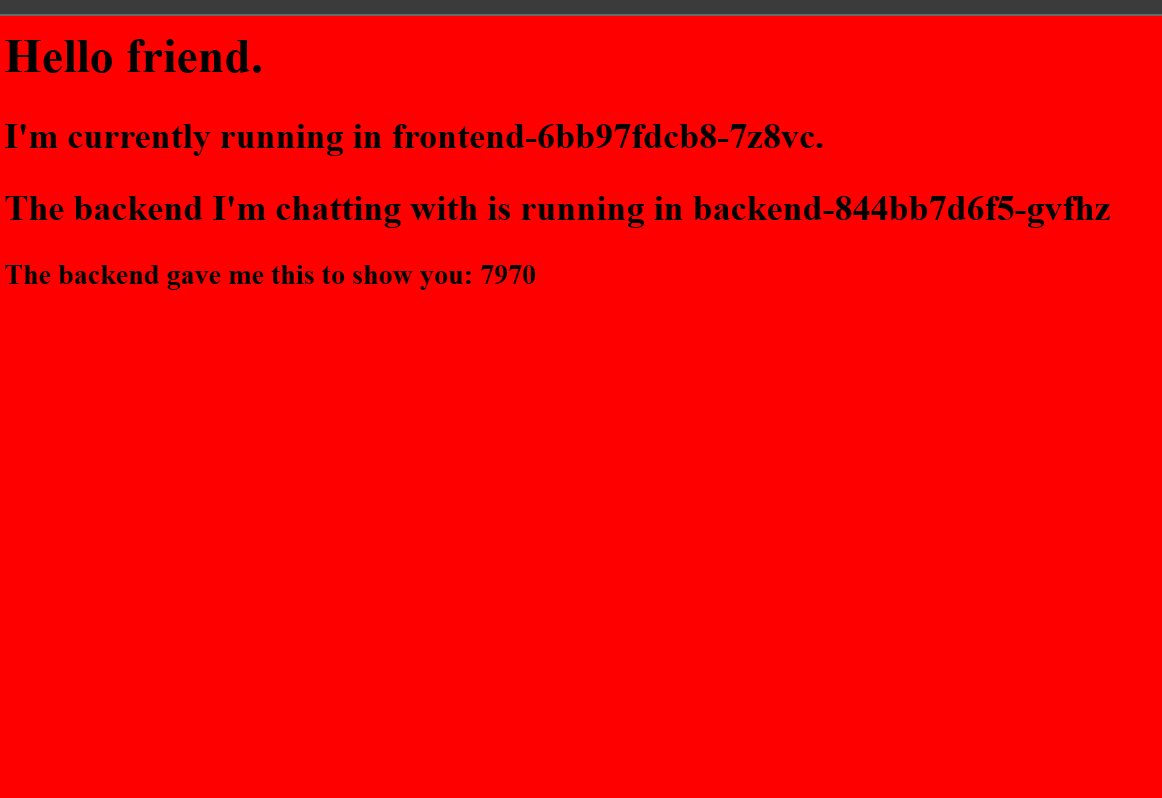 Hello friend.
I'm currently running in frontend-6bb97fdcb8-7z8vc.
The backend I'm chatting with is running in backend-844bb7d6f5-gvfhz
The backend gave me this to show you: 7970